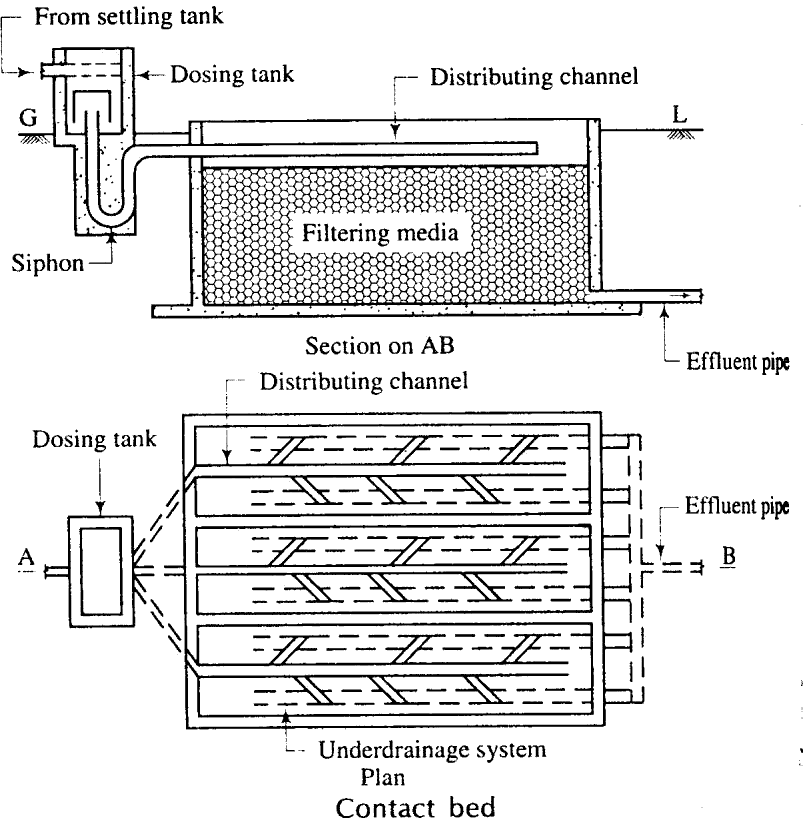 From settling tank
Dosing tank
Distributing channel
G
L
Filtering media
Siphon
Section on AB
Effluent pipe
Distributing channel
Dosing tank
Effluent pipe
A
B
Underdrainage system
Plan
Contact bed